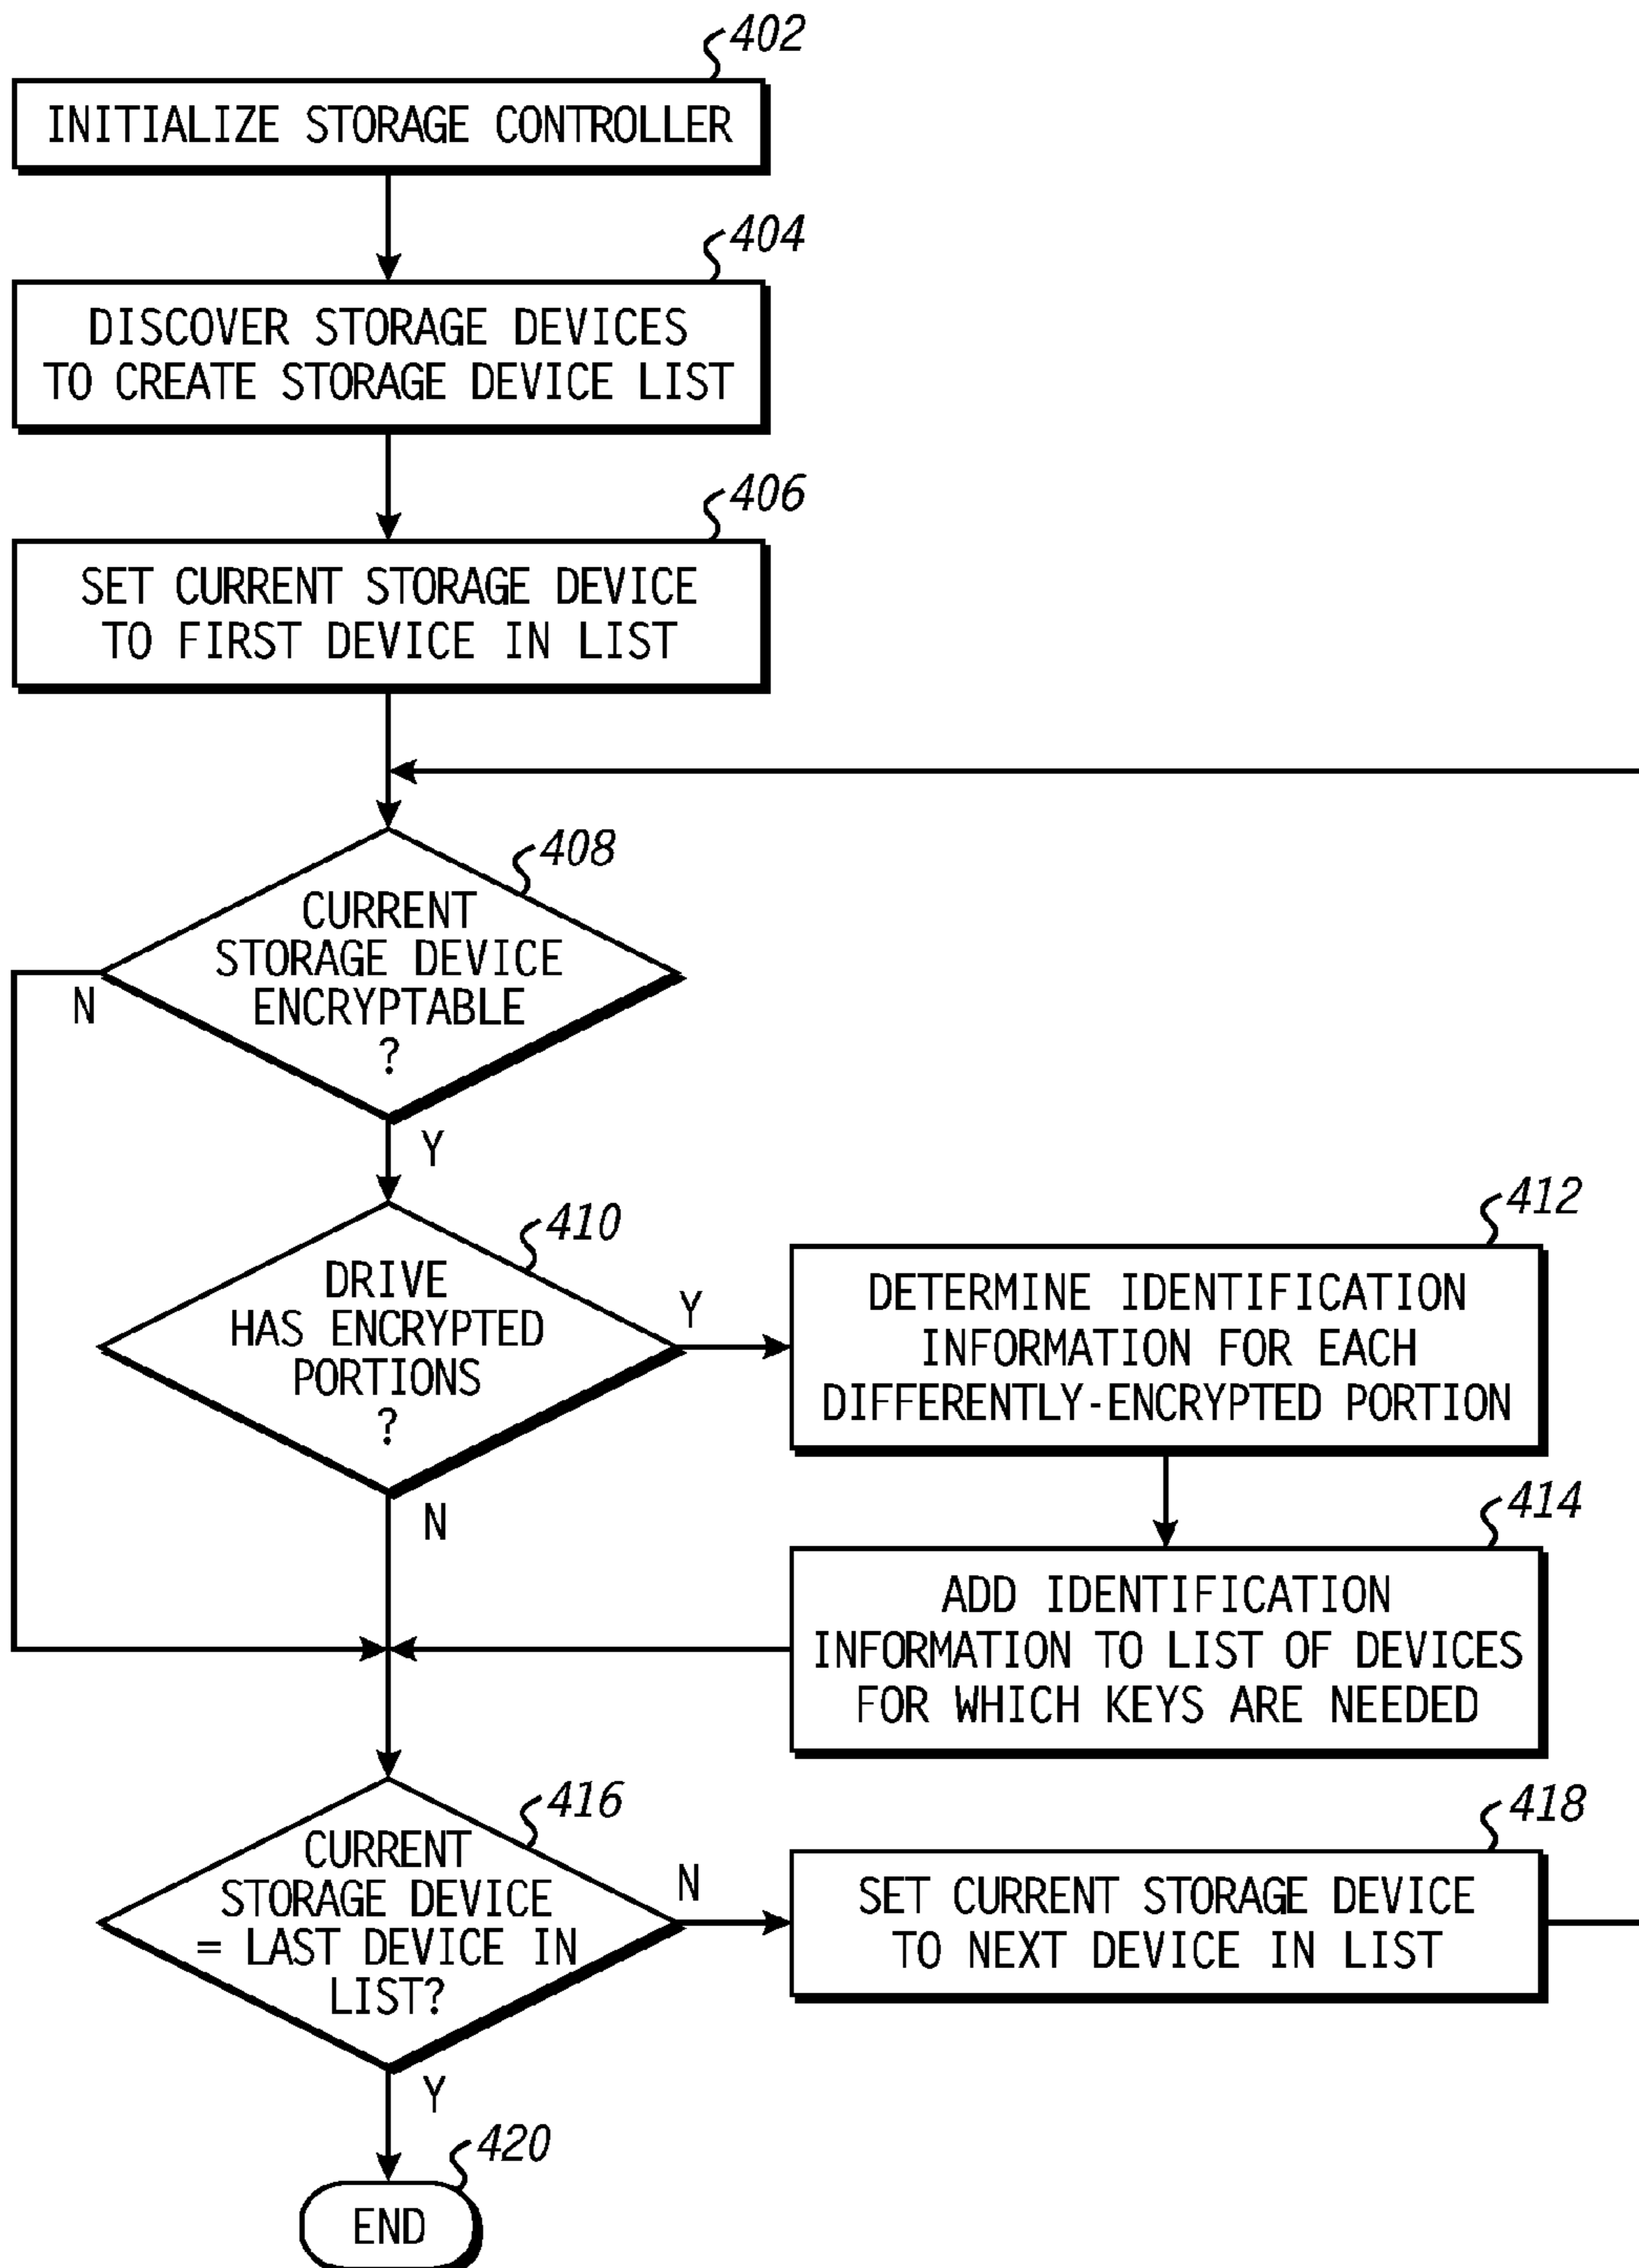 402
INITIALIZE STORAGE CONTROLLER
404
DISCOVER STORAGE DEVICES
TO CREATE STORAGE DEVICE LIST
406
SET CURRENT STORAGE DEVICE
TO FIRST DEVICE IN LIST
408
CURRENT
STORAGE DEVICE
ENCRYPTABLE
?
N
Y
410
DRIVE
HAS ENCRYPTED
PORTIONS
?
Y
N
412
DETERMINE IDENTIFICATION
INFORMATION FOR EACH
DIFFERENTLY-ENCRYPTED PORTION
414
ADD IDENTIFICATION
INFORMATION TO LIST OF DEVICES
FOR WHICH KEYS ARE NEEDED
416
CURRENT
STORAGE DEVICE
= LAST DEVICE IN
LIST?
N
Y
418
SET CURRENT STORAGE DEVICE
TO NEXT DEVICE IN LIST
420
END